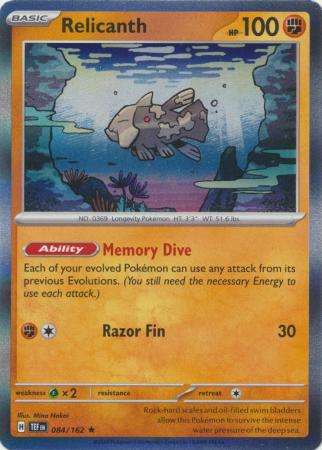 BASIC
Relicanth
HP 100
NO. 0369 Longevity Pokémon HT: 3'3" WT: 51.6 lbs.
Ability Memory Dive
Each of your evolved Pokémon can use any attack from its
previous Evolutions. (You still need the necessary Energy to
use each attack.)
Razor Fin 30
weakness ×2 resistance retreat
Illus. Mina Nakai
H TEF EN 084/162 ★
Rock-hard scales and oil-filled swim bladders
allow this Pokémon to survive the intense
water pressure of the deep sea.